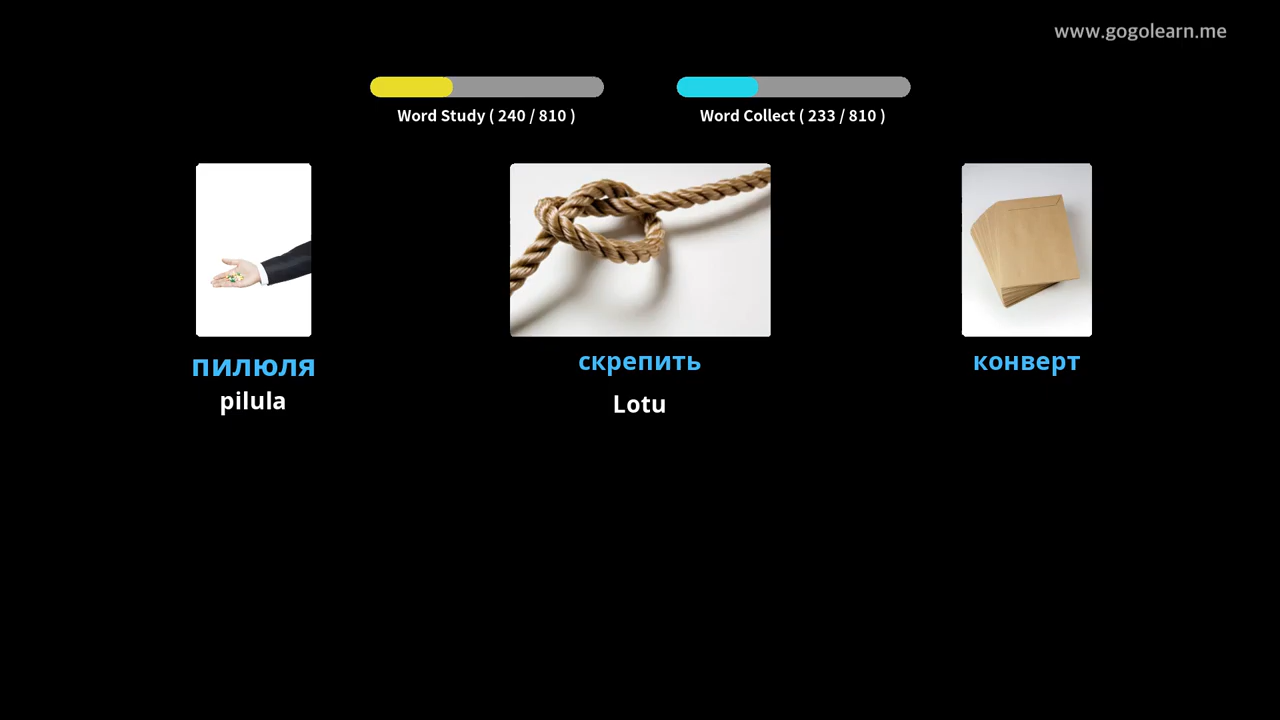 www.gogolearn.me
Word Study ( 240 / 810 )
Word Collect ( 233 / 810 )
пилюля
pilula
скрепить
Lotu
конверт